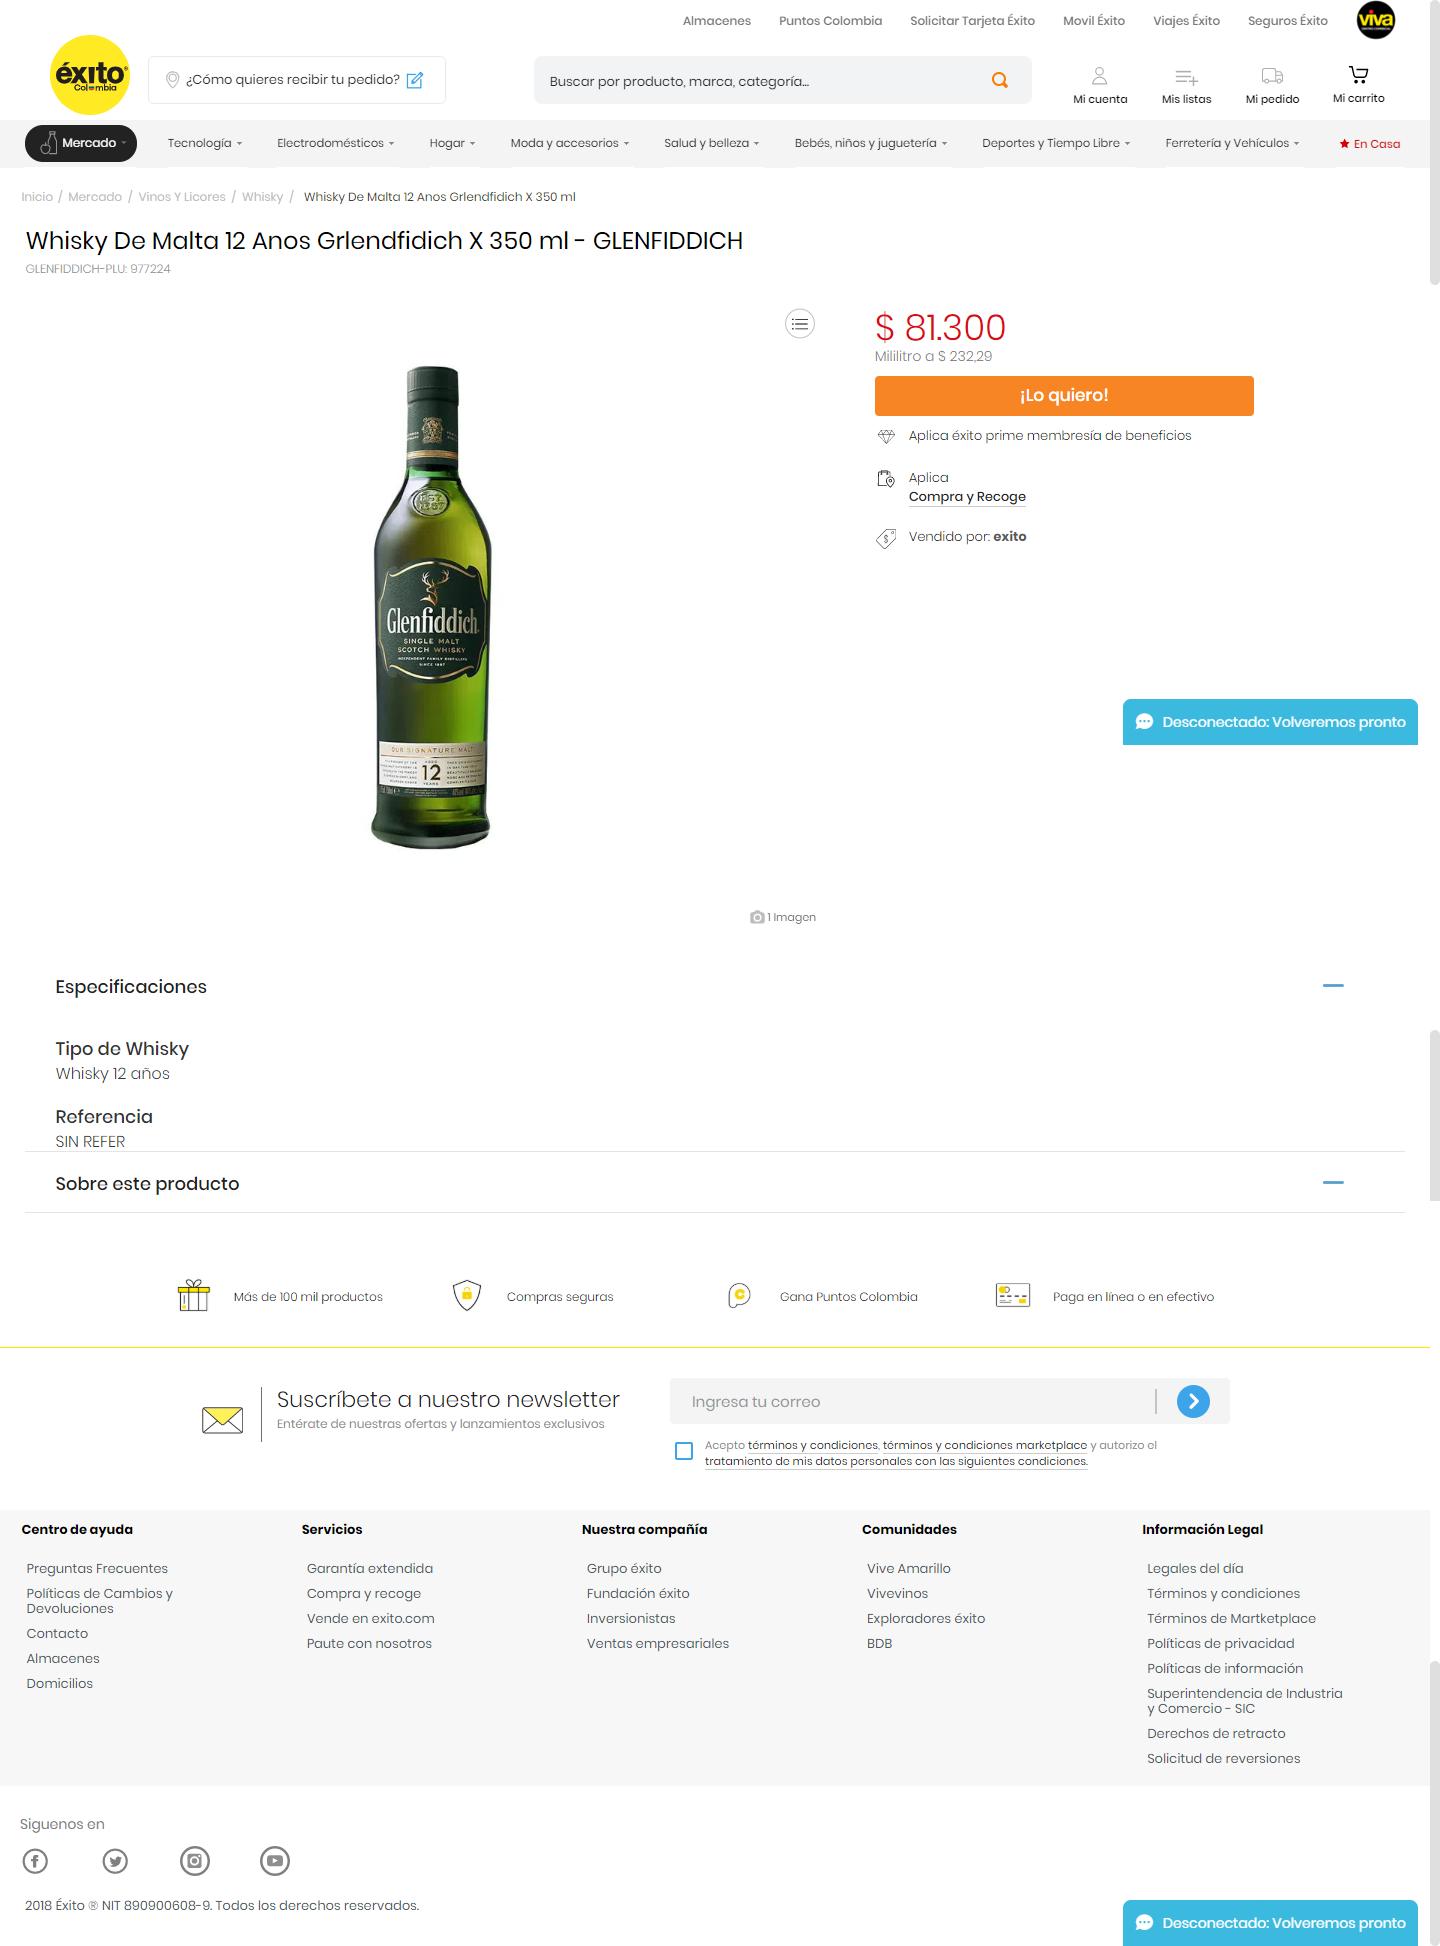 Almacenes Puntos Colombia Solicitar Tarjeta Éxito Movil Éxito Viajes Éxito Seguros Éxito viva
éxito
Colombia
¿Cómo quieres recibir tu pedido?
Buscar por producto, marca, categoría...
Mi cuenta Mis listas Mi pedido Mi carrito
Mercado Tecnología Electrodomésticos Hogar Moda y accesorios Salud y belleza Bebés, niños y juguetería Deportes y Tiempo Libre Ferretería y Vehículos En Casa
Inicio / Mercado / Vinos Y Licores / Whisky / Whisky De Malta 12 Anos Grlendfidich X 350 ml
Whisky De Malta 12 Anos Grlendfidich X 350 ml - GLENFIDDICH
GLENFIDDICH-PLU: 977224
$ 81.300
Mililitro a $ 232,29
¡Lo quiero!
Aplica éxito prime membresía de beneficios
Aplica
Compra y Recoge
Vendido por: exito
Glenfiddich
SINGLE MALT
SCOTCH WHISKY
INDEPENDENT FAMILY DISTILLERS
SINCE 1887
OUR SIGNATURE MALT
AGED
12
YEARS
Desconectado: Volveremos pronto
1 Imagen
Especificaciones
Tipo de Whisky
Whisky 12 años
Referencia
SIN REFER
Sobre este producto
Más de 100 mil productos Compras seguras Gana Puntos Colombia Paga en línea o en efectivo
Suscríbete a nuestro newsletter
Entérate de nuestras ofertas y lanzamientos exclusivos
Ingresa tu correo
Acepto términos y condiciones, términos y condiciones marketplace y autorizo el
tratamiento de mis datos personales con las siguientes condiciones.
Centro de ayuda
Preguntas Frecuentes
Políticas de Cambios y
Devoluciones
Contacto
Almacenes
Domicilios
Servicios
Garantía extendida
Compra y recoge
Vende en exito.com
Paute con nosotros
Nuestra compañía
Grupo éxito
Fundación éxito
Inversionistas
Ventas empresariales
Comunidades
Vive Amarillo
Vivevinos
Exploradores éxito
BDB
Información Legal
Legales del día
Términos y condiciones
Términos de Martketplace
Políticas de privacidad
Políticas de información
Superintendencia de Industria
y Comercio - SIC
Derechos de retracto
Solicitud de reversiones
Siguenos en
2018 Éxito ® NIT 890900608-9. Todos los derechos reservados.
Desconectado: Volveremos pronto